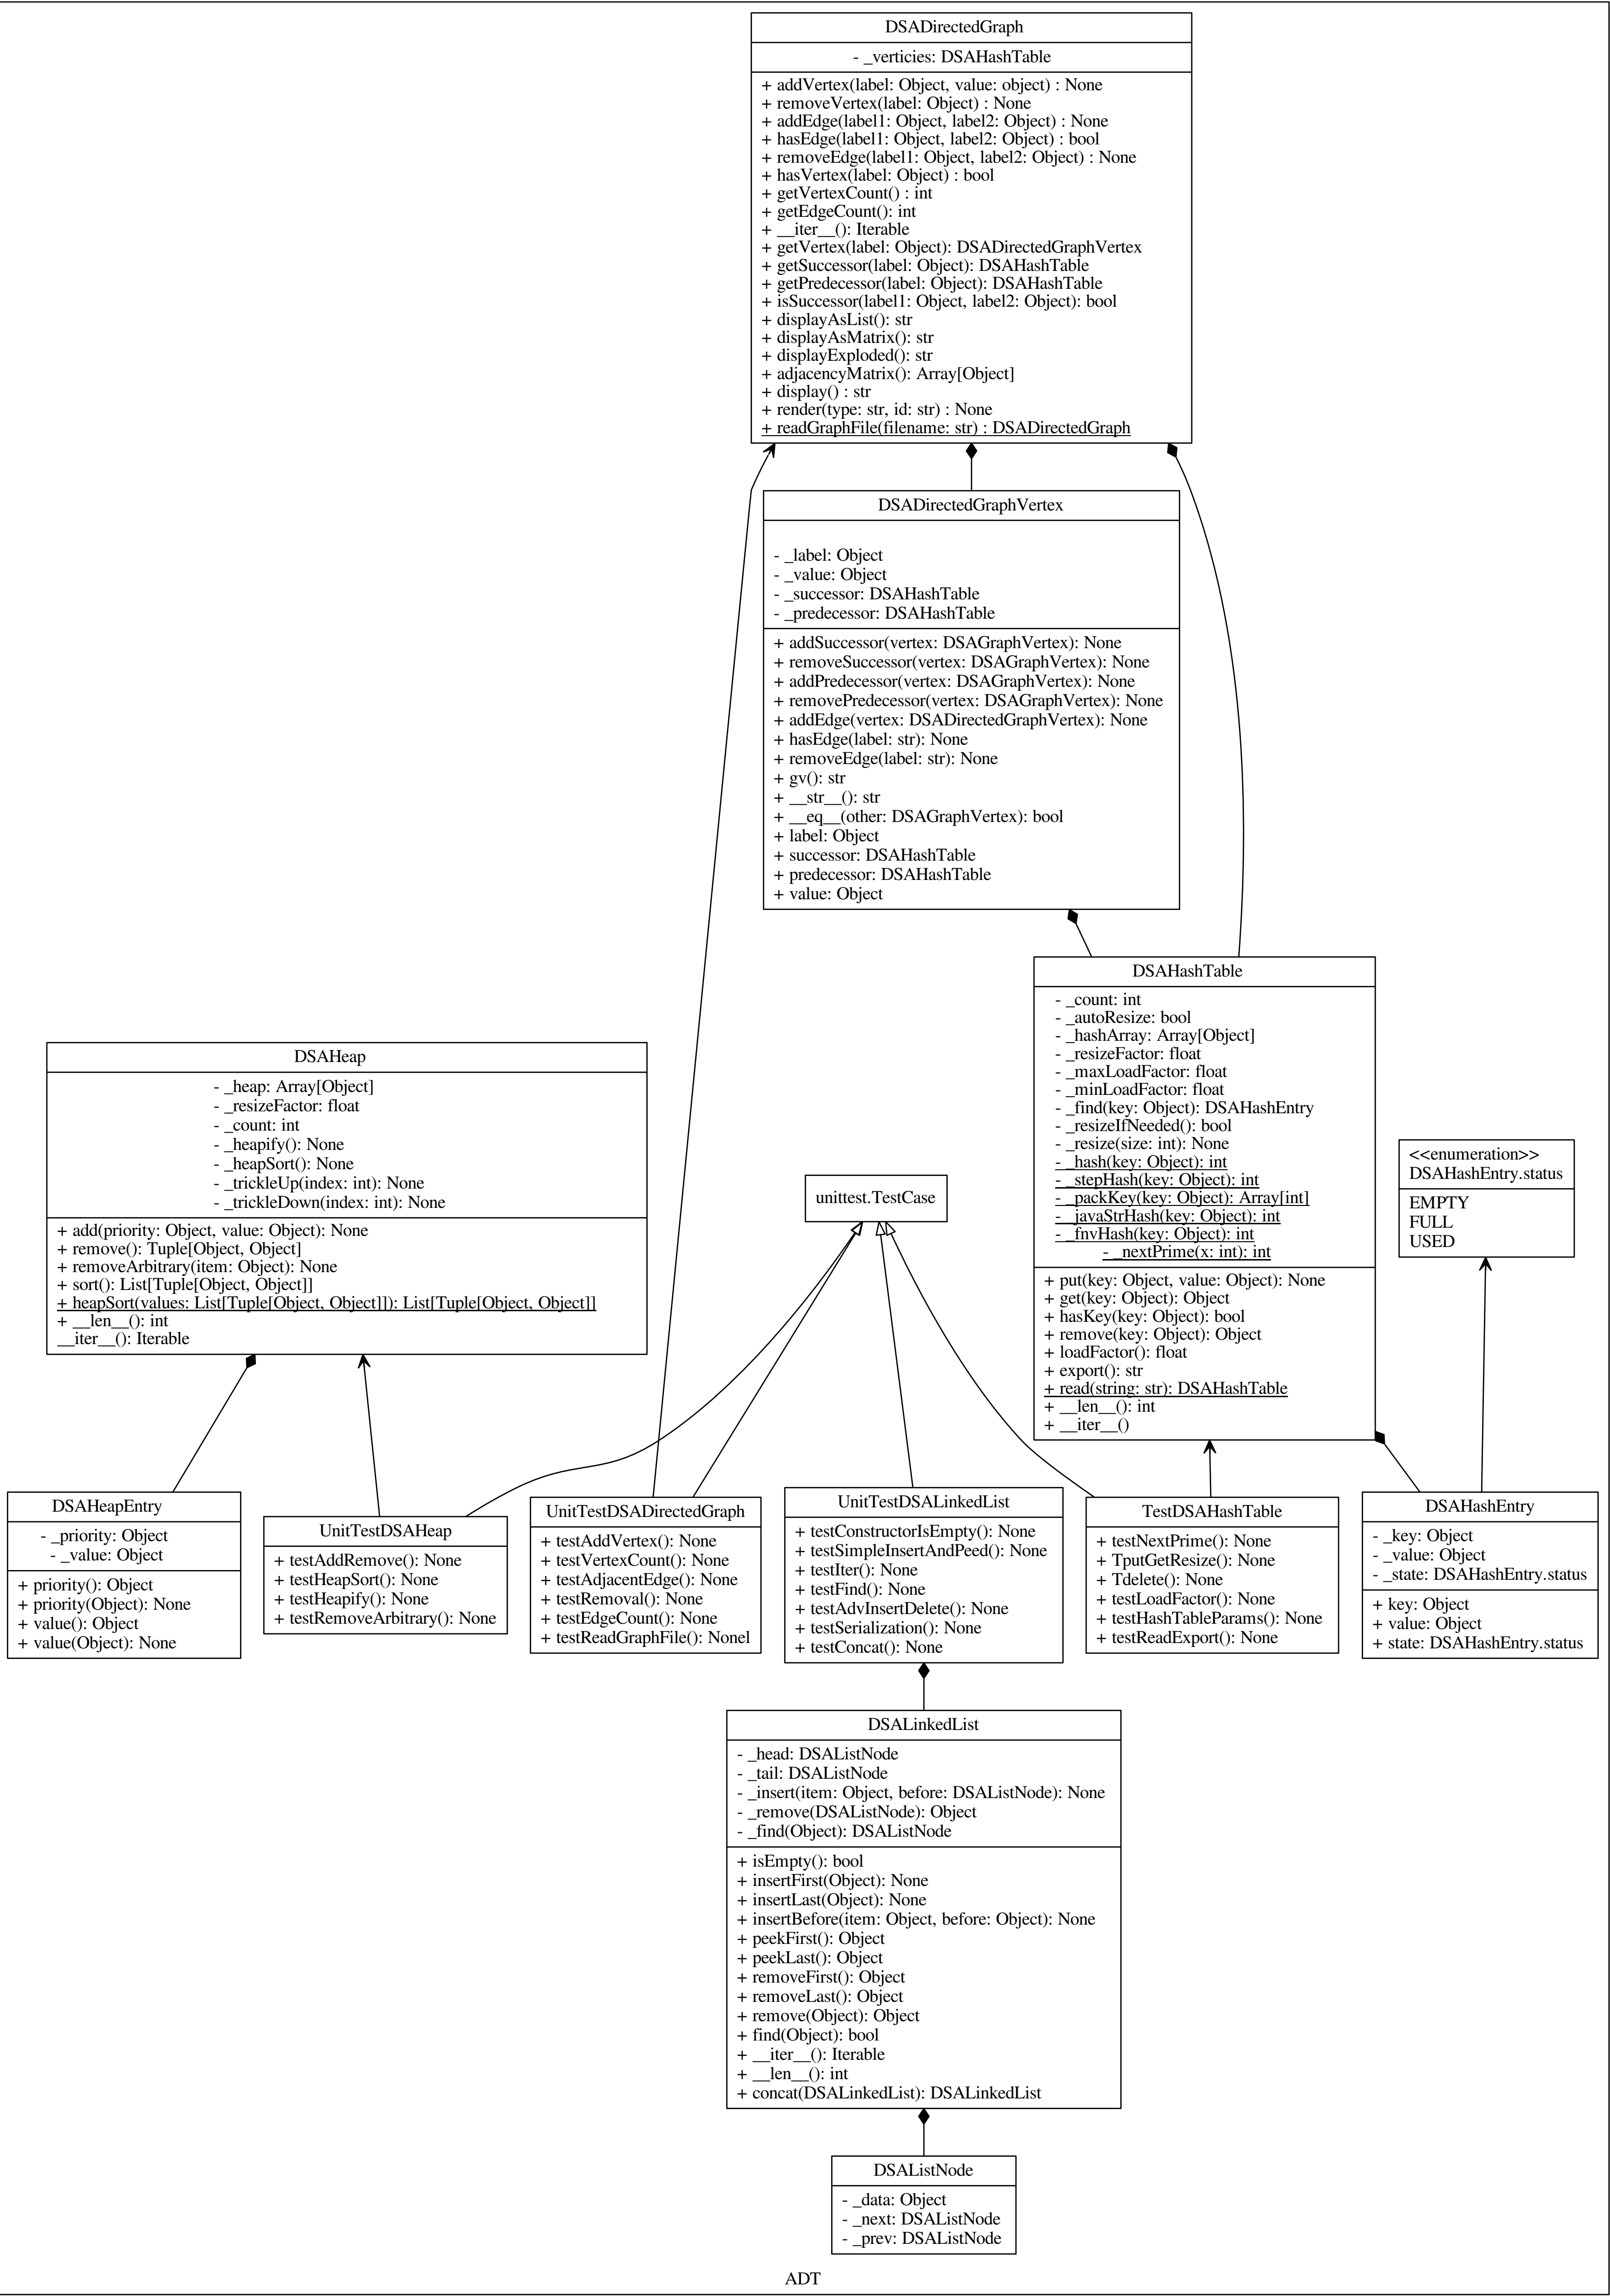 DSADirectedGraph
- _verticies: DSAHashTable
+ addVertex(label: Object, value: object) : None
+ removeVertex(label: Object) : None
+ addEdge(label1: Object, label2: Object) : None
+ hasEdge(label1: Object, label2: Object) : bool
+ removeEdge(label1: Object, label2: Object) : None
+ hasVertex(label: Object) : bool
+ getVertexCount() : int
+ getEdgeCount(): int
+ __iter__(): Iterable
+ getVertex(label: Object): DSADirectedGraphVertex
+ getSuccessor(label: Object): DSAHashTable
+ getPredecessor(label: Object): DSAHashTable
+ isSuccessor(label1: Object, label2: Object): bool
+ displayAsList(): str
+ displayAsMatrix(): str
+ displayExploded(): str
+ adjacencyMatrix(): Array[Object]
+ display() : str
+ render(type: str, id: str) : None
+ readGraphFile(filename: str) : DSADirectedGraph
DSADirectedGraphVertex
- _label: Object
- _value: Object
- _successor: DSAHashTable
- _predecessor: DSAHashTable
+ addSuccessor(vertex: DSAGraphVertex): None
+ removeSuccessor(vertex: DSAGraphVertex): None
+ addPredecessor(vertex: DSAGraphVertex): None
+ removePredecessor(vertex: DSAGraphVertex): None
+ addEdge(vertex: DSADirectedGraphVertex): None
+ hasEdge(label: str): None
+ removeEdge(label: str): None
+ gv(): str
+ __str__(): str
+ __eq__(other: DSAGraphVertex): bool
+ label: Object
+ successor: DSAHashTable
+ predecessor: DSAHashTable
+ value: Object
DSAHashTable
- _count: int
- _autoResize: bool
- _hashArray: Array[Object]
- _resizeFactor: float
- _maxLoadFactor: float
- _minLoadFactor: float
- _find(key: Object): DSAHashEntry
- _resizeIfNeeded(): bool
- _resize(size: int): None
- _hash(key: Object): int
- _stepHash(key: Object): int
- _packKey(key: Object): Array[int]
- _javaStrHash(key: Object): int
- _fnvHash(key: Object): int
- _nextPrime(x: int): int
+ put(key: Object, value: Object): None
+ get(key: Object): Object
+ hasKey(key: Object): bool
+ remove(key: Object): Object
+ loadFactor(): float
+ export(): str
+ read(string: str): DSAHashTable
+ __len__(): int
+ __iter__()
DSAHeap
- _heap: Array[Object]
- _resizeFactor: float
- _count: int
- _heapify(): None
- _heapSort(): None
- _trickleUp(index: int): None
- _trickleDown(index: int): None
+ add(priority: Object, value: Object): None
+ remove(): Tuple[Object, Object]
+ removeArbitrary(item: Object): None
+ sort(): List[Tuple[Object, Object]]
+ heapSort(values: List[Tuple[Object, Object]]): List[Tuple[Object, Object]]
+ __len__(): int
__iter__(): Iterable
unittest.TestCase
<<enumeration>>
DSAHashEntry.status
EMPTY
FULL
USED
DSAHeapEntry
- _priority: Object
- _value: Object
+ priority(): Object
+ priority(Object): None
+ value(): Object
+ value(Object): None
UnitTestDSAHeap
+ testAddRemove(): None
+ testHeapSort(): None
+ testHeapify(): None
+ testRemoveArbitrary(): None
UnitTestDSADirectedGraph
+ testAddVertex(): None
+ testVertexCount(): None
+ testAdjacentEdge(): None
+ testRemoval(): None
+ testEdgeCount(): None
+ testReadGraphFile(): Nonel
UnitTestDSALinkedList
+ testConstructorIsEmpty(): None
+ testSimpleInsertAndPeed(): None
+ testIter(): None
+ testFind(): None
+ testAdvInsertDelete(): None
+ testSerialization(): None
+ testConcat(): None
TestDSAHashTable
+ testNextPrime(): None
+ TputGetResize(): None
+ Tdelete(): None
+ testLoadFactor(): None
+ testHashTableParams(): None
+ testReadExport(): None
DSAHashEntry
- _key: Object
- _value: Object
- _state: DSAHashEntry.status
+ key: Object
+ value: Object
+ state: DSAHashEntry.status
DSALinkedList
- _head: DSAListNode
- _tail: DSAListNode
- _insert(item: Object, before: DSAListNode): None
- _remove(DSAListNode): Object
- _find(Object): DSAListNode
+ isEmpty(): bool
+ insertFirst(Object): None
+ insertLast(Object): None
+ insertBefore(item: Object, before: Object): None
+ peekFirst(): Object
+ peekLast(): Object
+ removeFirst(): Object
+ removeLast(): Object
+ remove(Object): Object
+ find(Object): bool
+ __iter__(): Iterable
+ __len__(): int
+ concat(DSALinkedList): DSALinkedList
DSAListNode
- _data: Object
- _next: DSAListNode
- _prev: DSAListNode
ADT